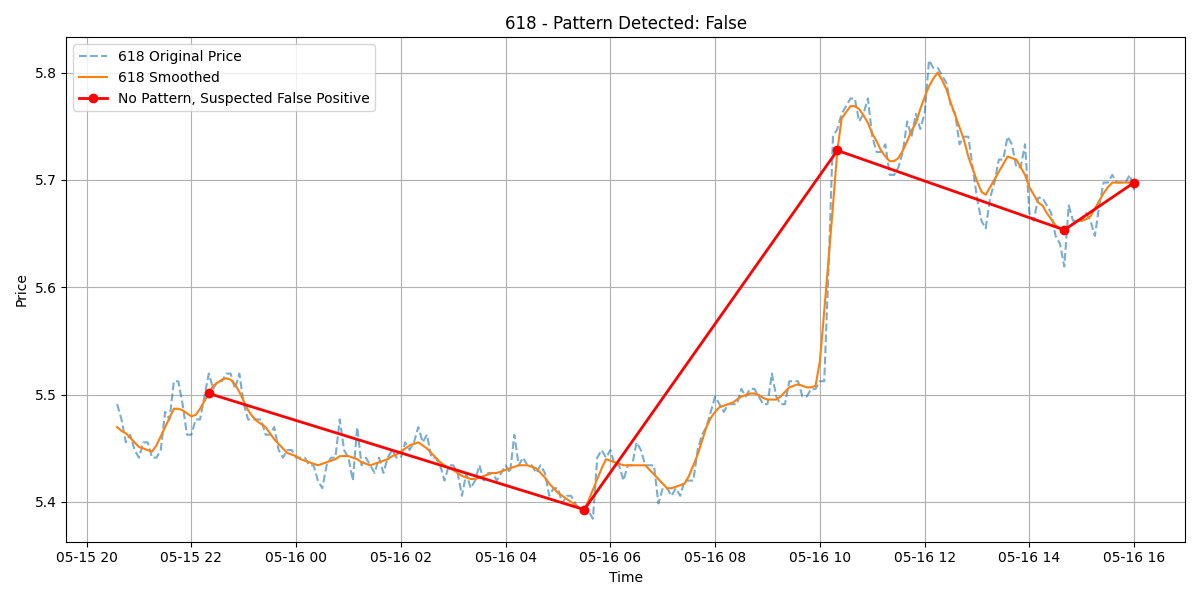 618 - Pattern Detected: False
618 Original Price
618 Smoothed
No Pattern, Suspected False Positive
Price
5.8
5.7
5.6
5.5
5.4
05-15 20 05-15 22 05-16 00 05-16 02 05-16 04 05-16 06 05-16 08 05-16 10 05-16 12 05-16 14 05-16 16
Time